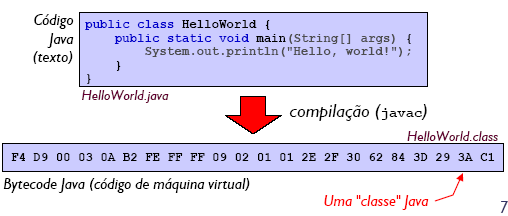 Código
Java
(texto)
public class HelloWorld {
public static void main(String[] args) {
System.out.println("Hello, world!");
}
}
HelloWorld.java
compilação (javac)
HelloWorld.class
F4 D9 00 03 0A B2 FE FF FF 09 02 01 01 2E 2F 30 62 84 3D 29 3A C1
Bytecode Java (código de máquina virtual)
Uma "classe" Java
7